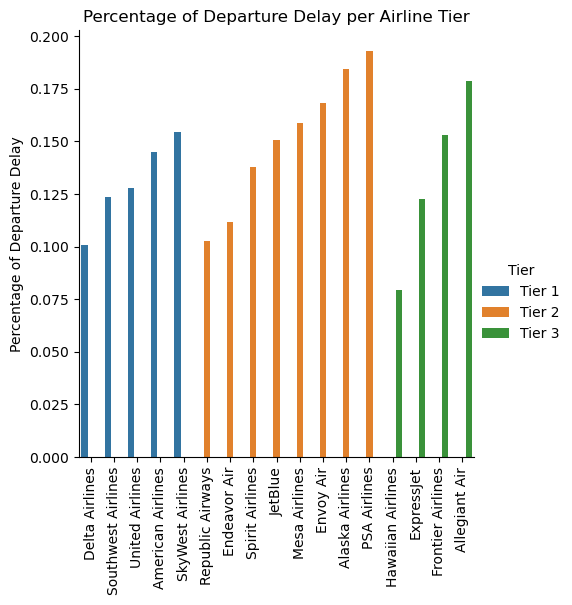 Percentage of Departure Delay per Airline Tier
Percentage of Departure Delay
0.200
0.175
0.150
0.125
0.100
0.075
0.050
0.025
0.000
Delta Airlines
Southwest Airlines
United Airlines
American Airlines
SkyWest Airlines
Republic Airways
Endeavor Air
Spirit Airlines
JetBlue
Mesa Airlines
Envoy Air
Alaska Airlines
PSA Airlines
Hawaiian Airlines
ExpressJet
Frontier Airlines
Allegiant Air
Tier
Tier 1
Tier 2
Tier 3